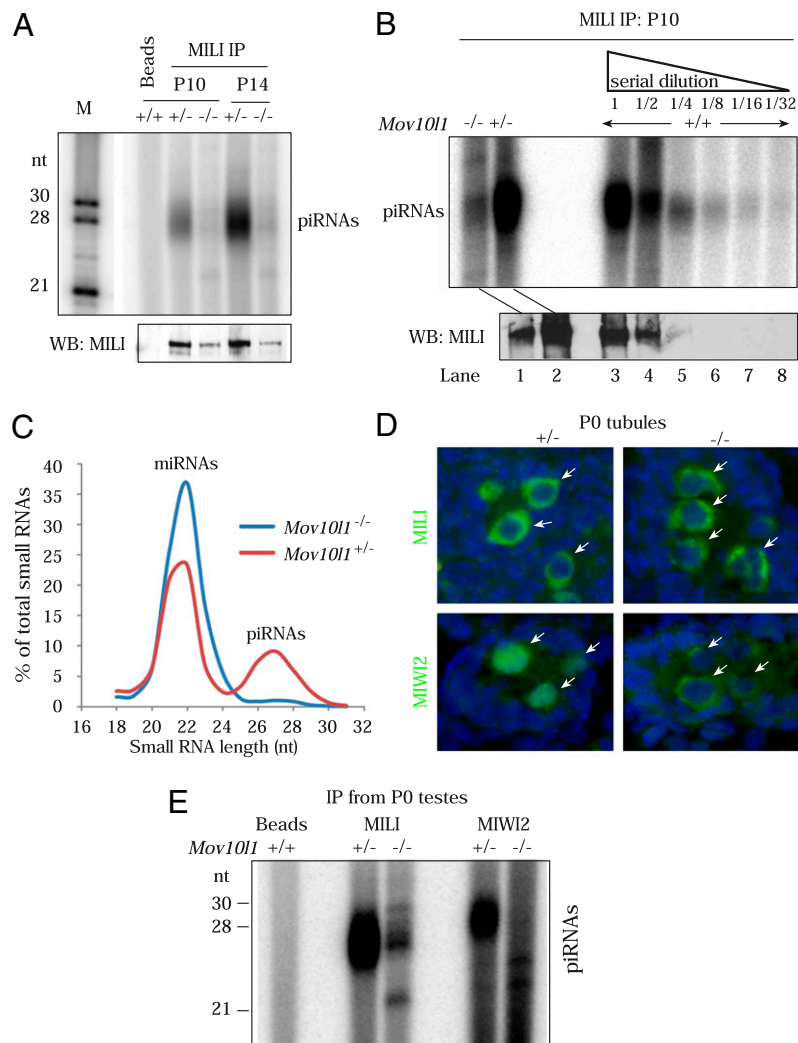 A
Beads
MILI IP
P10 P14
M
+/+ +/- -/- +/- -/-
nt
30
28
21
piRNAs
WB: MILI
B
MILI IP: P10
serial dilution
1 1/2 1/4 1/8 1/16 1/32
Mov10l1 -/- +/- +/+
piRNAs
WB: MILI
Lane 1 2 3 4 5 6 7 8
C
% of total small RNAs
40
35
30
25
20
15
10
5
0
miRNAs
Mov10l1-/-
Mov10l1+/-
piRNAs
16 18 20 22 24 26 28 30 32
Small RNA length (nt)
D
P0 tubules
+/- -/-
MILI
MIWI2
E
IP from P0 testes
Beads MILI MIWI2
Mov10l1 +/+ +/- -/- +/- -/-
nt
30
28
21
piRNAs